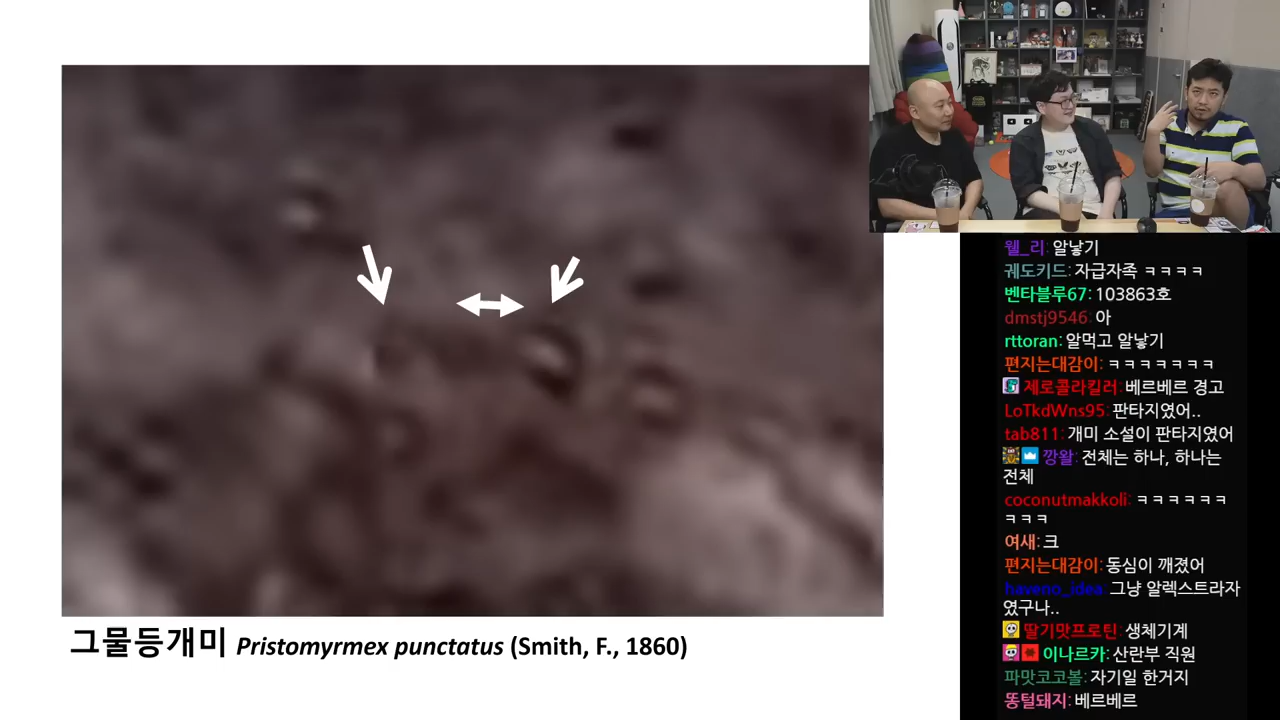 그물등개미 Pristomyrmex punctatus (Smith, F., 1860)
웰_리: 알낳기
궤도키드: 자급자족 ㅋㅋㅋㅋ
벤타블루67: 103863호
dmstj9546: 아
rttoran: 알먹고 알낳기
편지는대감이: ㅋㅋㅋㅋㅋㅋㅋ
제로콜라킬러: 베르베르 경고
LoTkdWns95: 판타지였어..
tab811: 개미 소설이 판타지였어
깡왈: 전체는 하나, 하나는
전체
coconutmakkoli: ㅋㅋㅋㅋㅋㅋ
ㅋㅋㅋ
여새: 크
편지는대감이: 동심이 깨졌어
haveno_idea: 그냥 알렉스트라자
였구나..
딸기맛프로틴: 생체기계
이나르카: 산란부 직원
파맛코코볼: 자기일 한거지
똥털돼지: 베르베르